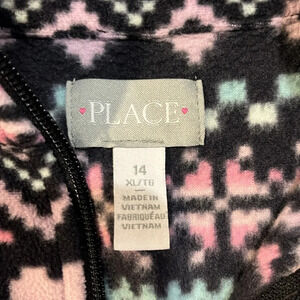 PLACE
14
XL/TG
MADE IN
VIETNAM
FABRIQUÉ AU
VIETNAM